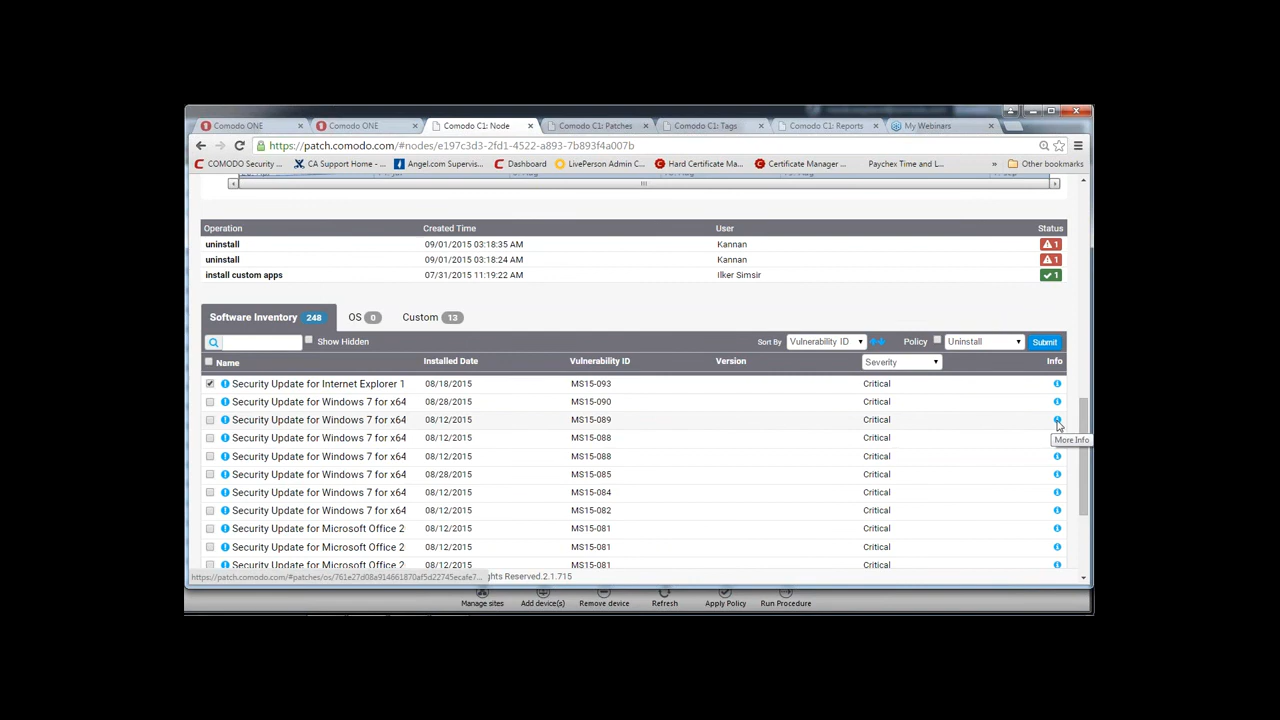 Comodo ONE × Comodo ONE × Comodo C1: Node × Comodo C1: Patches × Comodo C1: Tags × Comodo C1: Reports × My Webinars ×
https://patch.comodo.com/#nodes/e197c3d3-2fd1-4522-a893-7b893f4a007b
COMODO Security ... CA Support Home - ... Angel.com Supervis... Dashboard LivePerson Admin C... Hard Certificate Ma... Certificate Manager ... Paychex Time and L... » Other bookmarks
Operation Created Time User Status
uninstall 09/01/2015 03:18:35 AM Kannan 1
uninstall 09/01/2015 03:18:24 AM Kannan 1
install custom apps 07/31/2015 11:19:22 AM Ilker Simsir 1
Software Inventory 248 OS 0 Custom 13
Show Hidden Sort By Vulnerability ID Policy Uninstall Submit
Name Installed Date Vulnerability ID Version Severity Info
Security Update for Internet Explorer 1 08/18/2015 MS15-093 Critical
Security Update for Windows 7 for x64 08/28/2015 MS15-090 Critical
Security Update for Windows 7 for x64 08/12/2015 MS15-089 Critical
Security Update for Windows 7 for x64 08/12/2015 MS15-088 Critical More Info
Security Update for Windows 7 for x64 08/12/2015 MS15-088 Critical
Security Update for Windows 7 for x64 08/28/2015 MS15-085 Critical
Security Update for Windows 7 for x64 08/12/2015 MS15-084 Critical
Security Update for Windows 7 for x64 08/12/2015 MS15-082 Critical
Security Update for Microsoft Office 2 08/12/2015 MS15-081 Critical
Security Update for Microsoft Office 2 08/12/2015 MS15-081 Critical
Security Update for Microsoft Office 2 08/12/2015 MS15-081 Critical
https://patch.comodo.com/#patches/os/761e27d08a914661870af5d22745ecafe7... ghts Reserved.2.1.715
Manage sites Add device(s) Remove device Refresh Apply Policy Run Procedure